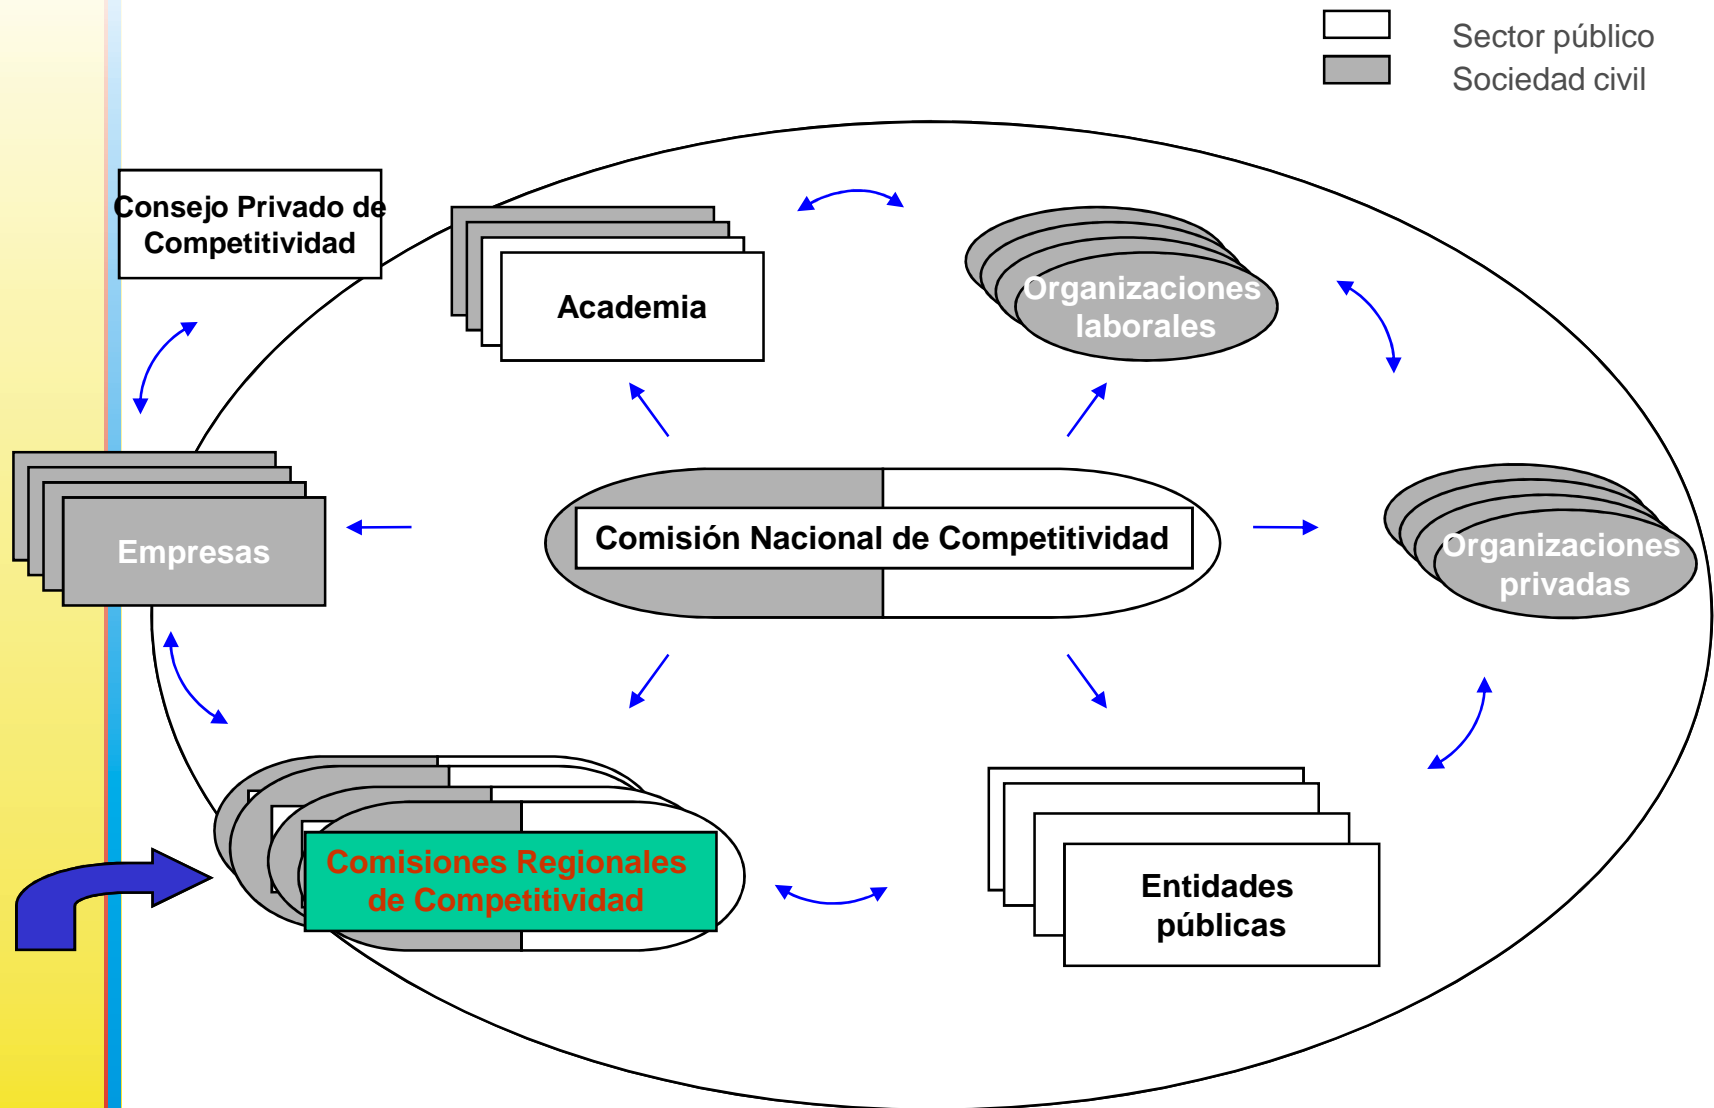 Sector público
Sociedad civil
Consejo Privado de
Competitividad
Academia
Organizaciones
laborales
Empresas
Comisión Nacional de Competitividad
Organizaciones
privadas
Comisiones Regionales
de Competitividad
Entidades
públicas